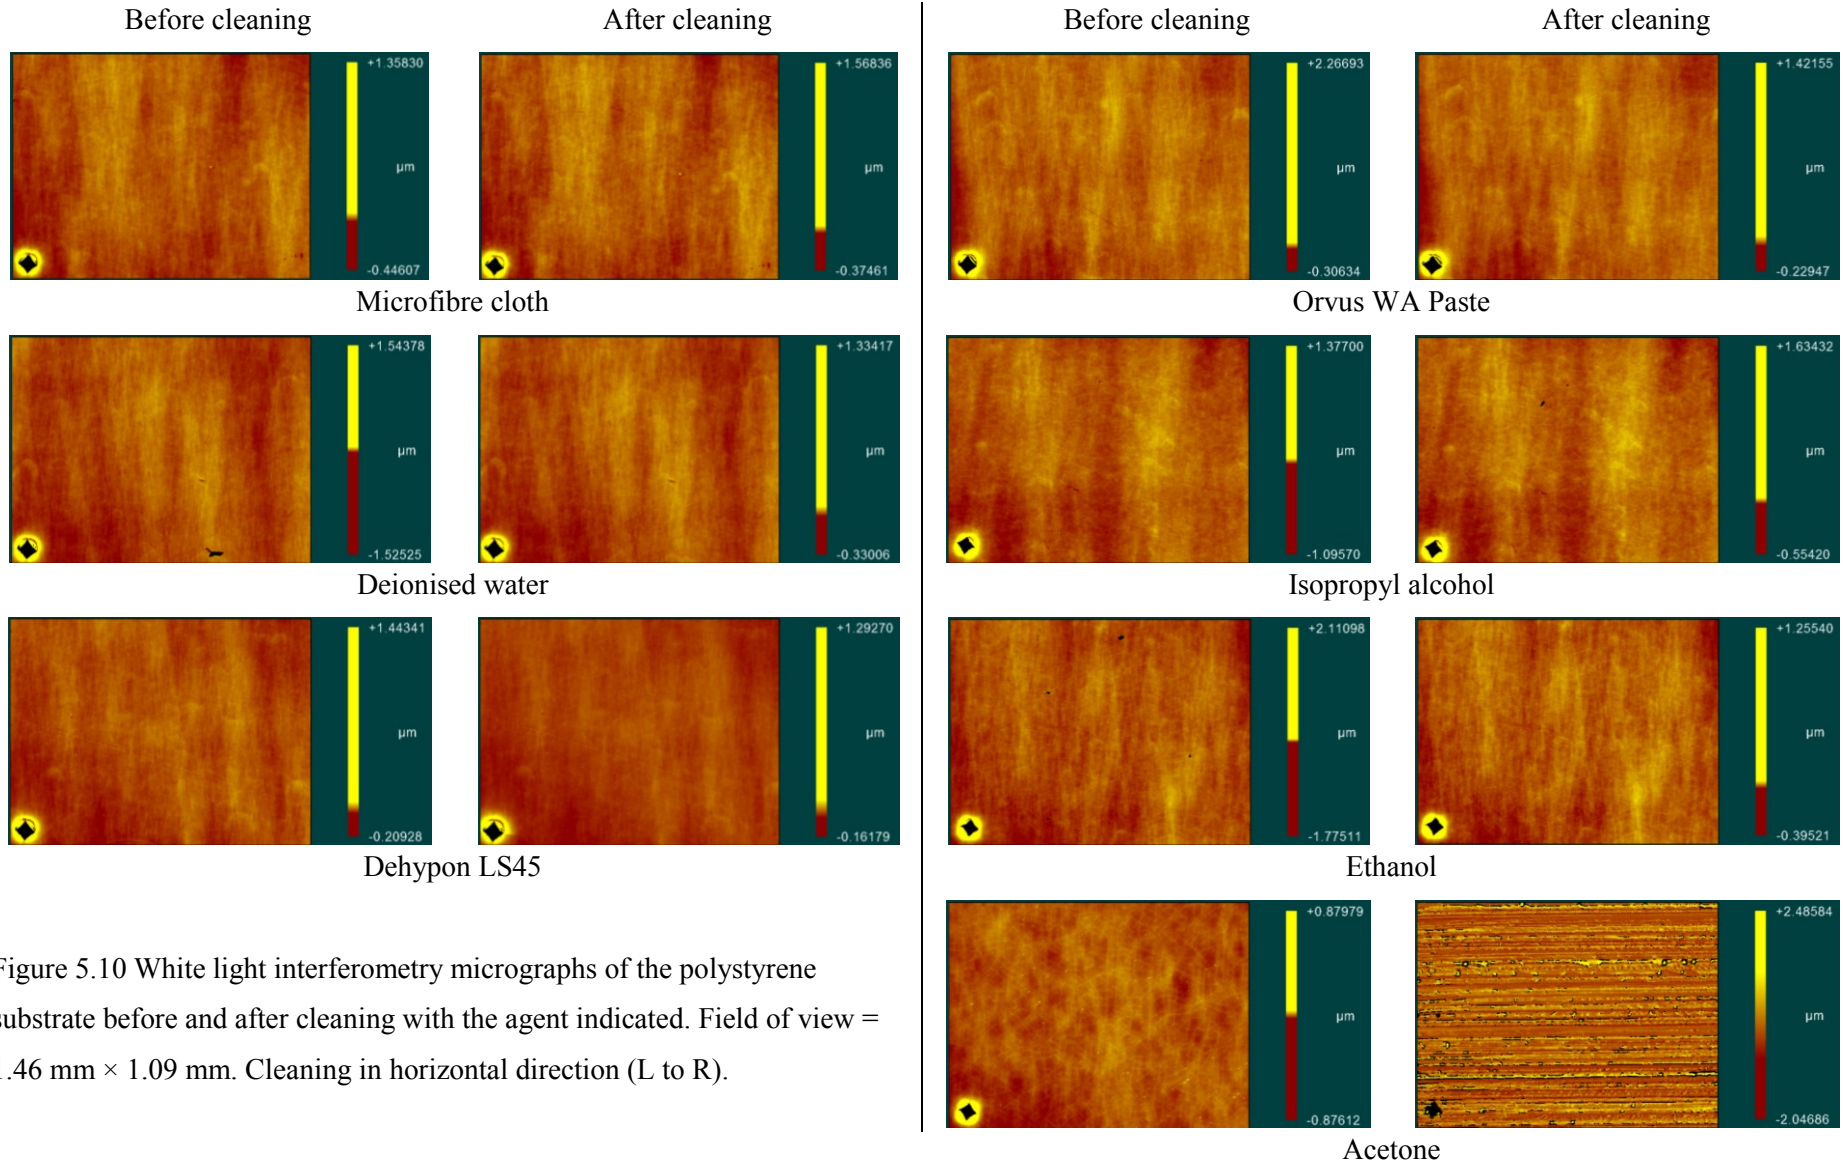 Before cleaning
After cleaning
+1.35830
µm
-0.44607
+1.56836
µm
-0.37461
Microfibre cloth
+1.54378
µm
-1.52525
+1.33417
µm
-0.33006
Deionised water
+1.44341
µm
-0.20928
+1.29270
µm
-0.16179
Dehypon LS45
Figure 5.10 White light interferometry micrographs of the polystyrene
substrate before and after cleaning with the agent indicated. Field of view =
.46 mm × 1.09 mm. Cleaning in horizontal direction (L to R).
Before cleaning
After cleaning
+2.26693
µm
-0.30634
+1.42155
µm
-0.22947
Orvus WA Paste
+1.37700
µm
-1.09570
+1.63432
µm
-0.55420
Isopropyl alcohol
+2.11098
µm
-1.77511
+1.25540
µm
-0.39521
Ethanol
+0.87979
µm
-0.87612
+2.48584
µm
-2.04686
Acetone